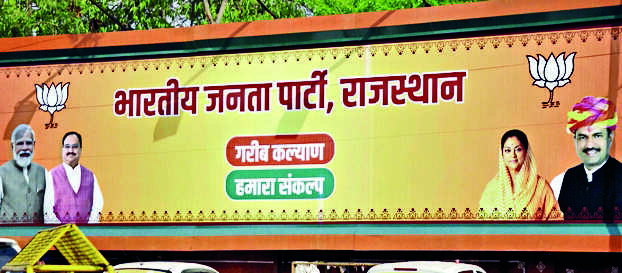 भारतीय जनता पार्टी, राजस्थान
गरीब कल्याण
हमारा संकल्प